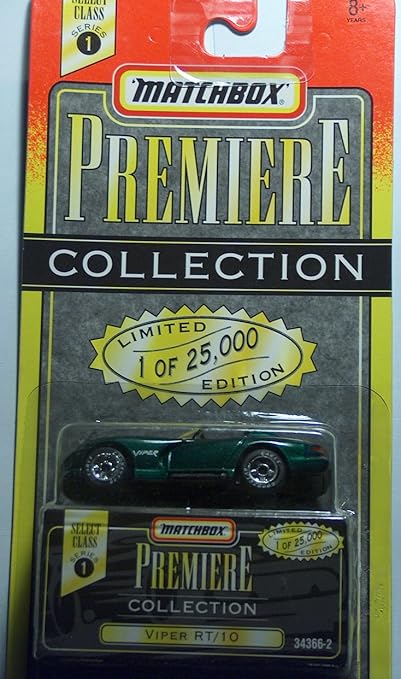 SELECT
CLASS
SERIES
1
8+
YEARS
MATCHBOX®
PREMIERE
COLLECTION
LIMITED
1 OF 25,000
EDITION
VIPER
SELECT
CLASS
SERIES
1
MATCHBOX
PREMIERE
COLLECTION
LIMITED
1 OF 25,000
EDITION
VIPER RT/10
34366-2